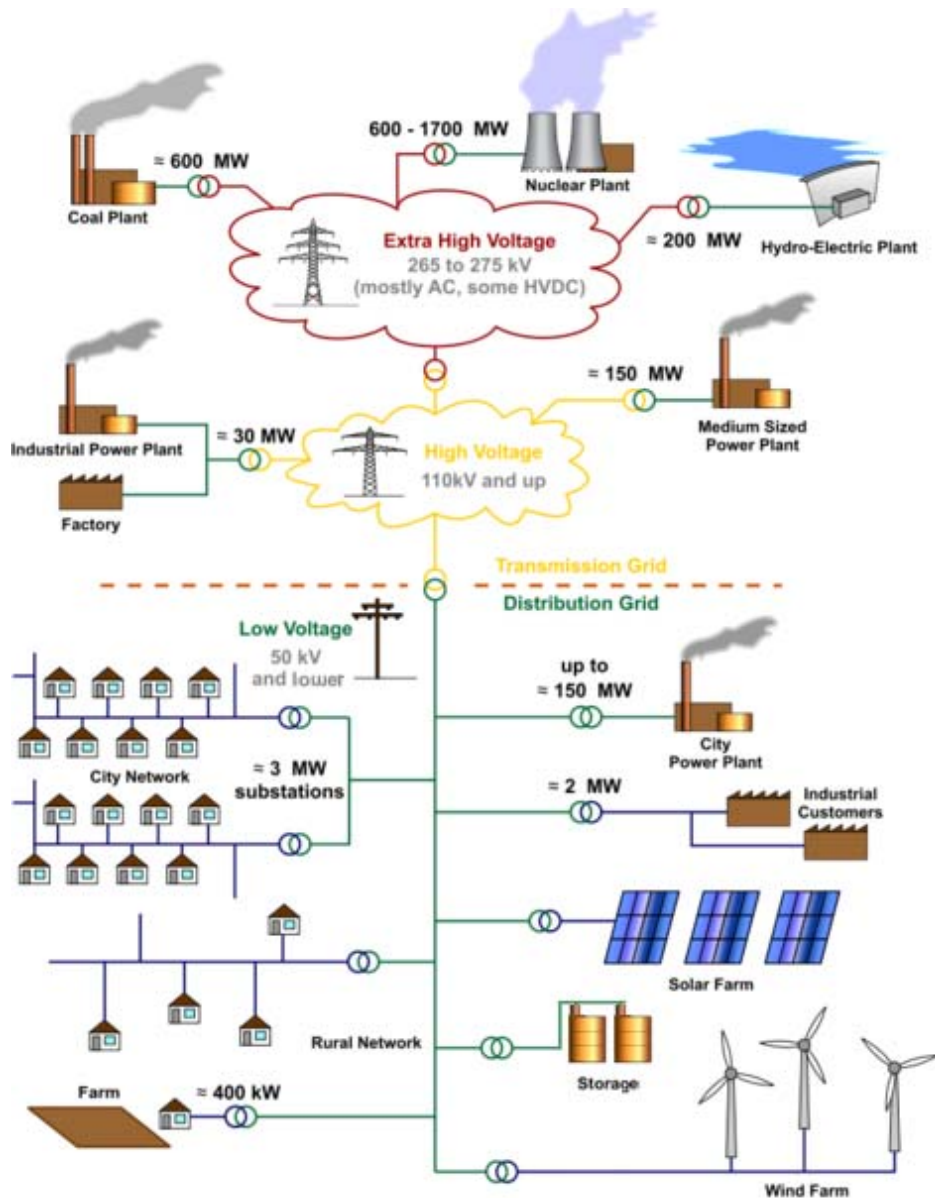 600 - 1700 MW
≈ 600 MW
Nuclear Plant
Coal Plant
≈ 200 MW
Hydro-Electric Plant
Extra High Voltage
265 to 275 kV
(mostly AC, some HVDC)
≈ 150 MW
Medium Sized
Power Plant
Industrial Power Plant
≈ 30 MW
High Voltage
110kV and up
Factory
Transmission Grid
Distribution Grid
Low Voltage
50 kV
and lower
up to
≈ 150 MW
City
Power Plant
City Network
≈ 3 MW
substations
≈ 2 MW
Industrial
Customers
Solar Farm
Rural Network
Storage
Farm
≈ 400 kW
Wind Farm